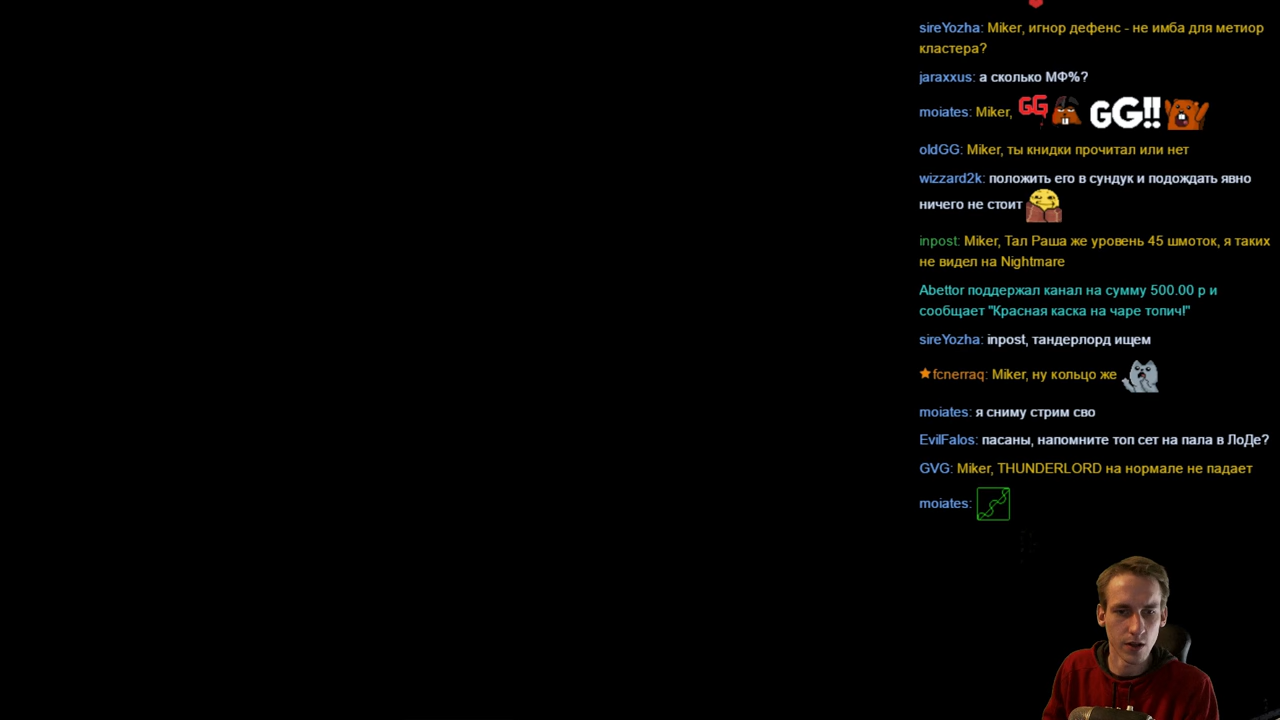 sireYozha: Miker, игнор дефенс - не имба для метиор
кластера?
jaraxxus: а сколько МФ%?
moiates: Miker, GG GG!!
oldGG: Miker, ты книдки прочитал или нет
wizzard2k: положить его в сундук и подождать явно
ничего не стоит
inpost: Miker, Тал Раша же уровень 45 шмоток, я таких
не видел на Nightmare
Abettor поддержал канал на сумму 500.00 р и
сообщает "Красная каска на чаре топич!"
sireYozha: inpost, тандерлорд ищем
fcnerraq: Miker, ну кольцо же
moiates: я сниму стрим сво
EvilFalos: пасаны, напомните топ сет на пала в ЛоДе?
GVG: Miker, THUNDERLORD на нормале не падает
moiates: